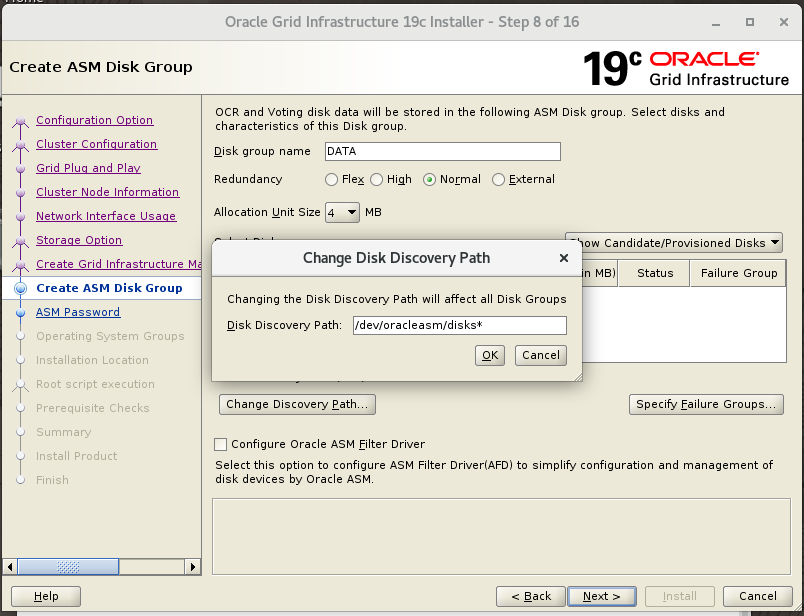 Oracle Grid Infrastructure 19c Installer - Step 8 of 16
Create ASM Disk Group
19c ORACLE
Grid Infrastructure
Configuration Option
Cluster Configuration
Grid Plug and Play
Cluster Node Information
Network Interface Usage
Storage Option
Create Grid Infrastructure Ma
Create ASM Disk Group
ASM Password
Operating System Groups
Installation Location
Root script execution
Prerequisite Checks
Summary
Install Product
Finish
OCR and Voting disk data will be stored in the following ASM Disk group. Select disks and
characteristics of this Disk group.
Disk group name DATA
Redundancy Flex High Normal External
Allocation Unit Size 4 MB
Show Candidate/Provisioned Disks
in MB) Status Failure Group
Change Disk Discovery Path
Changing the Disk Discovery Path will affect all Disk Groups
Disk Discovery Path: /dev/oracleasm/disks*
OK Cancel
Change Discovery Path... Specify Failure Groups...
Configure Oracle ASM Filter Driver
Select this option to configure ASM Filter Driver(AFD) to simplify configuration and management of
disk devices by Oracle ASM.
Help < Back Next > Install Cancel